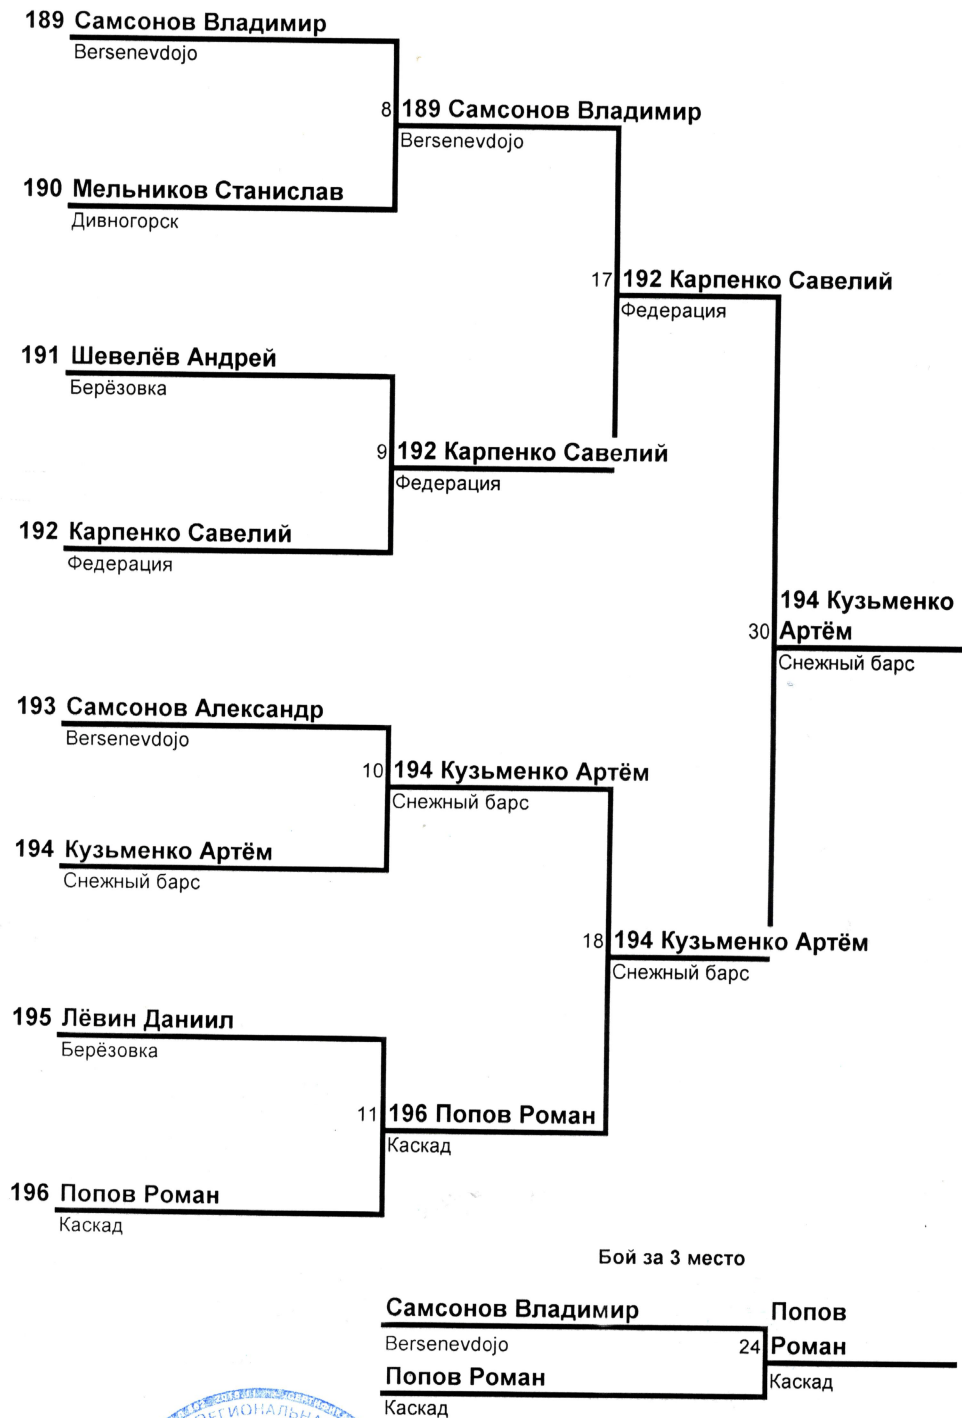 189 Самсонов Владимир
Bersenevdojo
8 189 Самсонов Владимир
Bersenevdojo
190 Мельников Станислав
Дивногорск
17 192 Карпенко Савелий
Федерация
191 Шевелёв Андрей
Берёзовка
9 192 Карпенко Савелий
Федерация
192 Карпенко Савелий
Федерация
194 Кузьменко
30 Артём
Снежный барс
193 Самсонов Александр
Bersenevdojo
10 194 Кузьменко Артём
Снежный барс
194 Кузьменко Артём
Снежный барс
18 194 Кузьменко Артём
Снежный барс
195 Лёвин Даниил
Берёзовка
11 196 Попов Роман
Каскад
196 Попов Роман
Каскад
Бой за 3 место
Самсонов Владимир
Bersenevdojo
Попов Роман
Каскад
Попов
24 Роман
Каскад